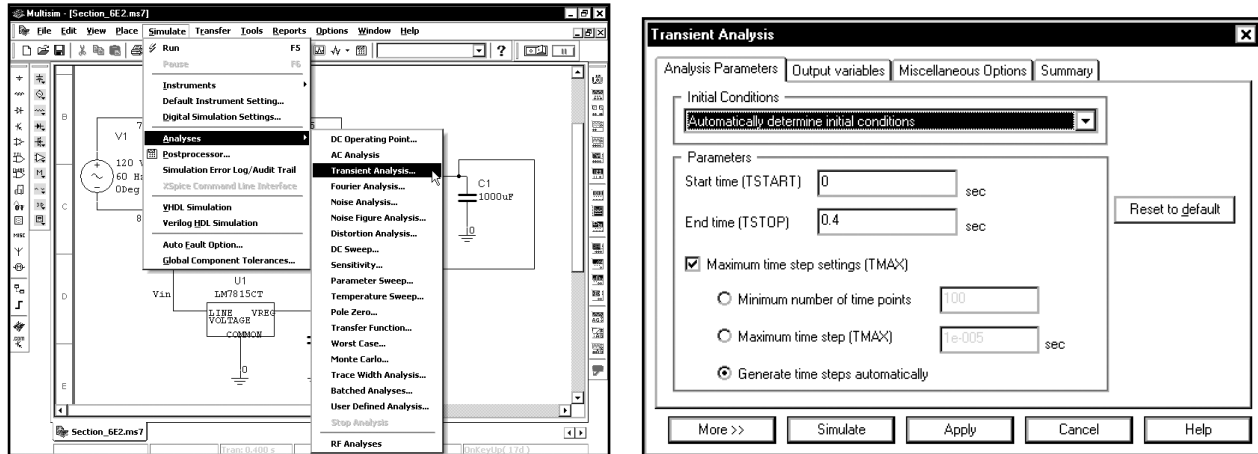 Multisim - [Section_6E2.ms7]
File Edit View Place Simulate Transfer Tools Reports Options Window Help
Run F5
Pause F6
Instruments
Default Instrument Setting...
Digital Simulation Settings...
Analyses
Postprocessor...
Simulation Error Log/Audit Trail
XSpice Command Line Interface
VHDL Simulation
Verilog HDL Simulation
Auto Fault Option...
Global Component Tolerances...
DC Operating Point...
AC Analysis
Transient Analysis...
Fourier Analysis...
Noise Analysis...
Noise Figure Analysis...
Distortion Analysis...
DC Sweep...
Sensitivity...
Parameter Sweep...
Temperature Sweep...
Pole Zero...
Transfer Function...
Worst Case...
Monte Carlo...
Trace Width Analysis...
Batched Analyses...
User Defined Analysis...
Stop Analysis
RF Analyses
B
C
D
E
V1
7
120 V
60 Hz
0Deg
8
C1
1000uF
0
U1
Vin
LM7815CT
LINE VREG
VOLTAGE
COMMON
0
MISC
Section_6E2.ms7
Tran: 0.400 s
OnKeyUp( 17d )
Transient Analysis
Analysis Parameters
Output variables
Miscellaneous Options
Summary
Initial Conditions
Automatically determine initial conditions
Parameters
Start time (TSTART) 0 sec
End time (TSTOP) 0.4 sec
Reset to default
Maximum time step settings (TMAX)
Minimum number of time points 100
Maximum time step (TMAX) 1e-005 sec
Generate time steps automatically
More >> Simulate Apply Cancel Help